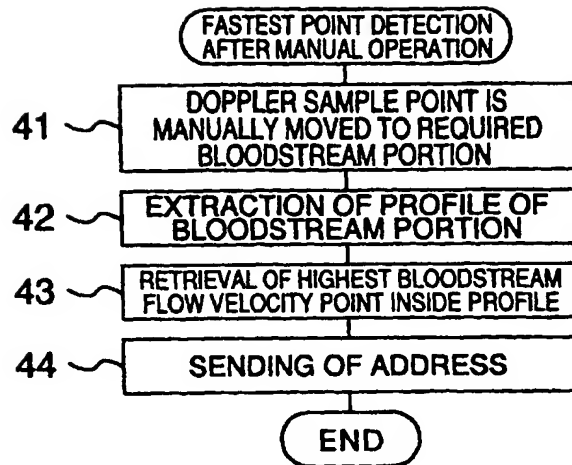 FASTEST POINT DETECTION
AFTER MANUAL OPERATION
41
DOPPLER SAMPLE POINT IS
MANUALLY MOVED TO REQUIRED
BLOODSTREAM PORTION
42
EXTRACTION OF PROFILE OF
BLOODSTREAM PORTION
43
RETRIEVAL OF HIGHEST BLOODSTREAM
FLOW VELOCITY POINT INSIDE PROFILE
44
SENDING OF ADDRESS
END